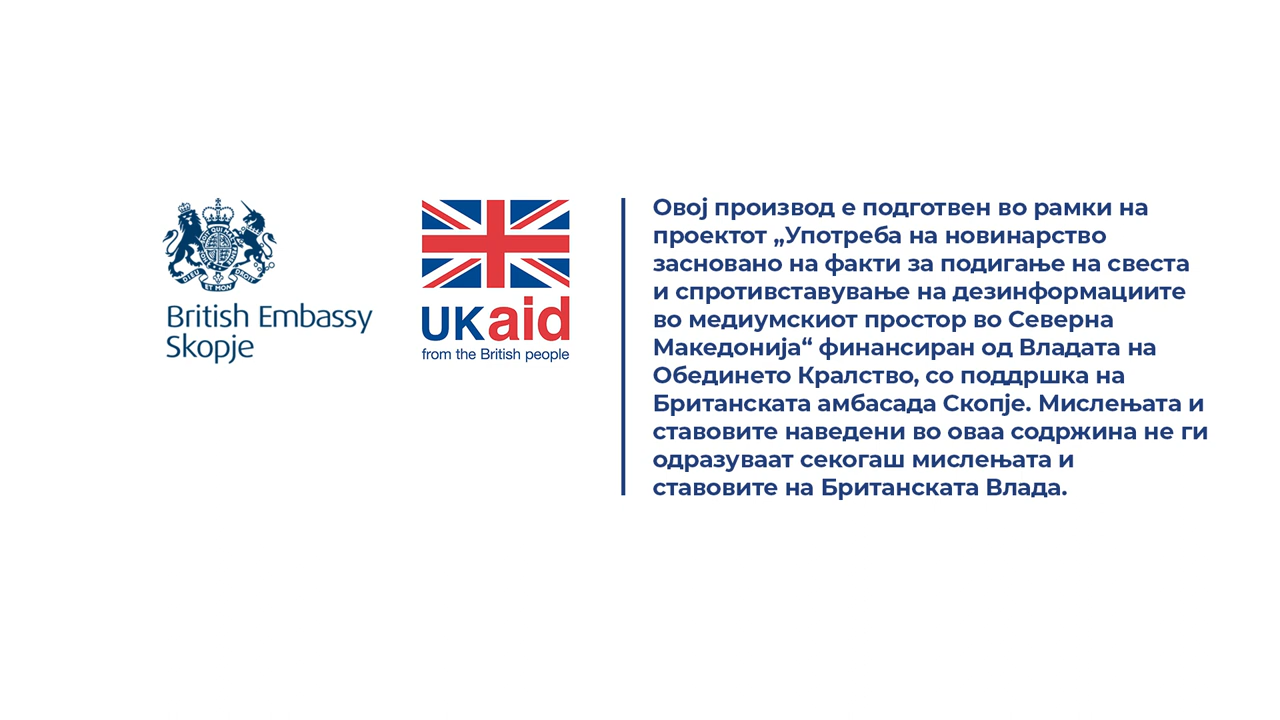 British Embassy
Skopje
UKaid
from the British people
Овој производ е подготвен во рамки на
проектот „Употреба на новинарство
засновано на факти за подигање на свеста
и спротивставување на дезинформациите
во медиумскиот простор во Северна
Македонија“ финансиран од Владата на
Обединето Кралство, со поддршка на
Британската амбасада Скопје. Мислењата и
ставовите наведени во оваа содржина не ги
одразуваат секогаш мислењата и
ставовите на Британската Влада.